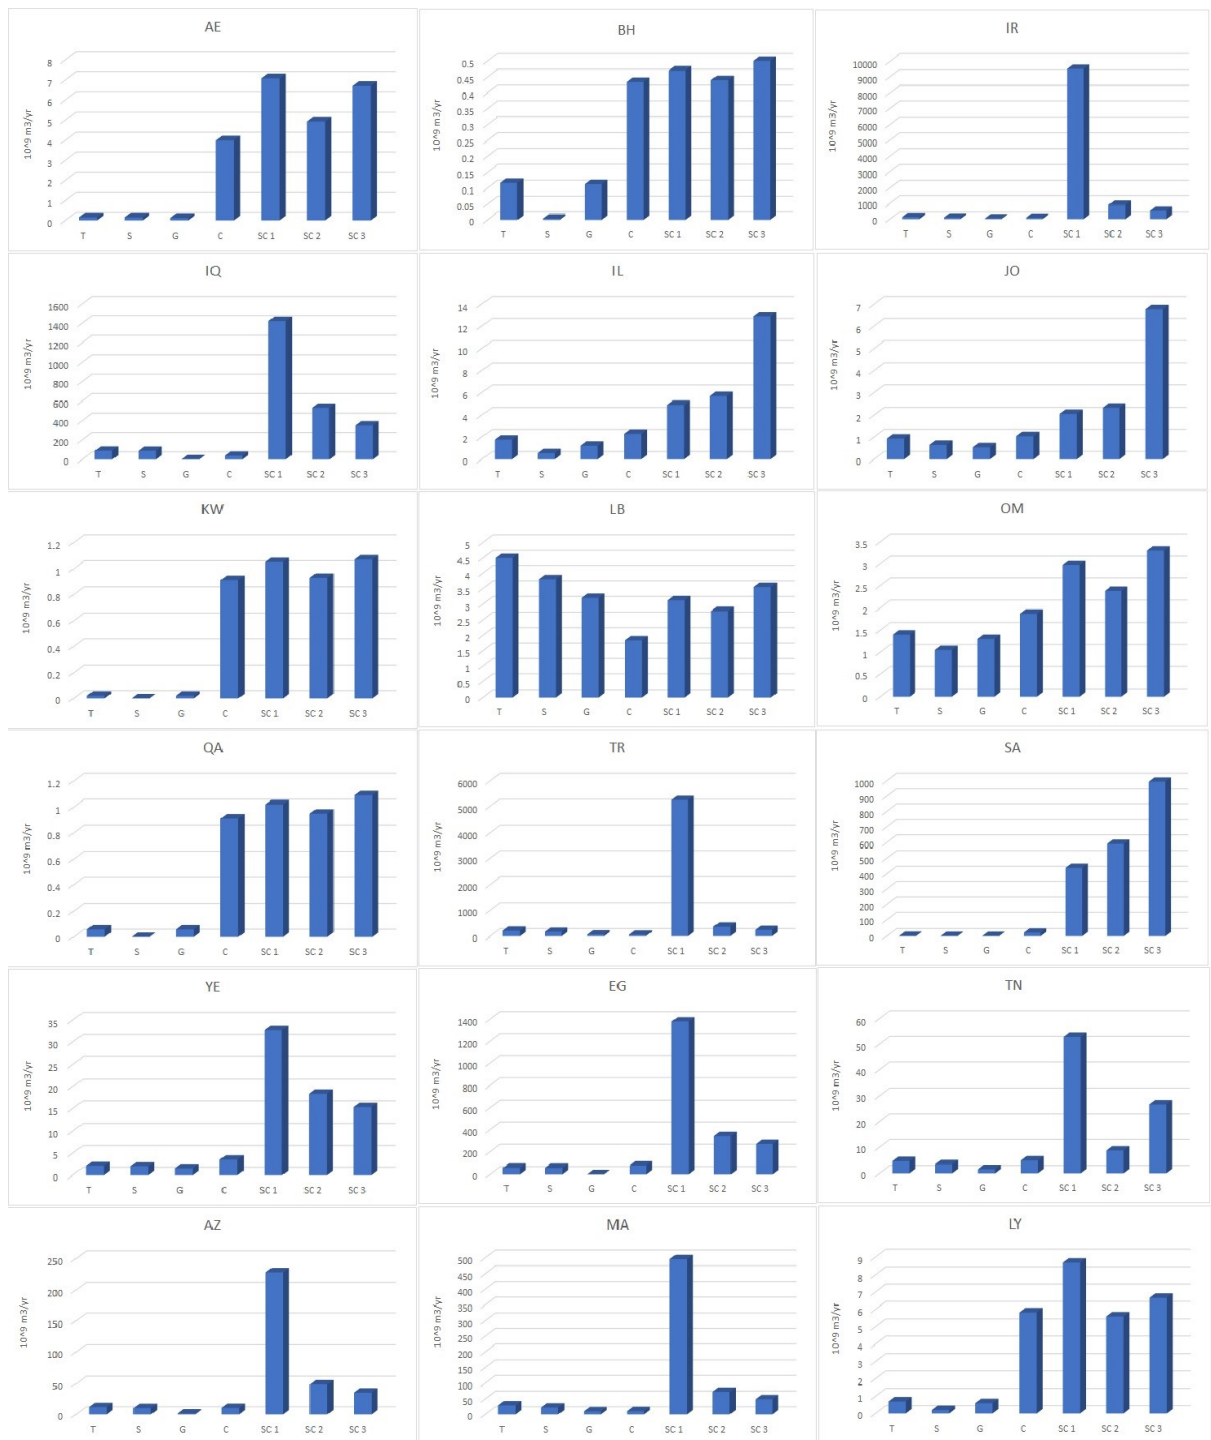 AE
8
7
6
5
4
3
2
1
0
10^9 m3/yr
T S G C SC 1 SC 2 SC 3
BH
0.5
0.45
0.4
0.35
0.3
0.25
0.2
0.15
0.1
0.05
0
10^9 m3/yr
T S G C SC 1 SC 2 SC 3
IR
10000
9000
8000
7000
6000
5000
4000
3000
2000
1000
0
10^9 m3/yr
T S G C SC 1 SC 2 SC 3
IQ
1600
1400
1200
1000
800
600
400
200
0
10^9 m3/yr
T S G C SC 1 SC 2 SC 3
IL
14
12
10
8
6
4
2
0
10^9 m3/yr
T S G C SC 1 SC 2 SC 3
JO
7
6
5
4
3
2
1
0
10^9 m3/yr
T S G C SC 1 SC 2 SC 3
KW
1.2
1
0.8
0.6
0.4
0.2
0
10^9 m3/yr
T S G C SC 1 SC 2 SC 3
LB
5
4.5
4
3.5
3
2.5
2
1.5
1
0.5
0
10^9 m3/yr
T S G C SC 1 SC 2 SC 3
OM
3.5
3
2.5
2
1.5
1
0.5
0
10^9 m3/yr
T S G C SC 1 SC 2 SC 3
QA
1.2
1
0.8
0.6
0.4
0.2
0
10^9 m3/yr
T S G C SC 1 SC 2 SC 3
TR
6000
5000
4000
3000
2000
1000
0
10^9 m3/yr
T S G C SC 1 SC 2 SC 3
SA
1000
900
800
700
600
500
400
300
200
100
0
10^9 m3/yr
T S G C SC 1 SC 2 SC 3
YE
35
30
25
20
15
10
5
0
10^9 m3/yr
T S G C SC 1 SC 2 SC 3
EG
1400
1200
1000
800
600
400
200
0
10^9 m3/yr
T S G C SC 1 SC 2 SC 3
TN
60
50
40
30
20
10
0
10^9 m3/yr
T S G C SC 1 SC 2 SC 3
AZ
250
200
150
100
50
0
10^9 m3/yr
T S G C SC 1 SC 2 SC 3
MA
500
450
400
350
300
250
200
150
100
50
0
10^9 m3/yr
T S G C SC 1 SC 2 SC 3
LY
9
8
7
6
5
4
3
2
1
0
10^9 m3/yr
T S G C SC 1 SC 2 SC 3